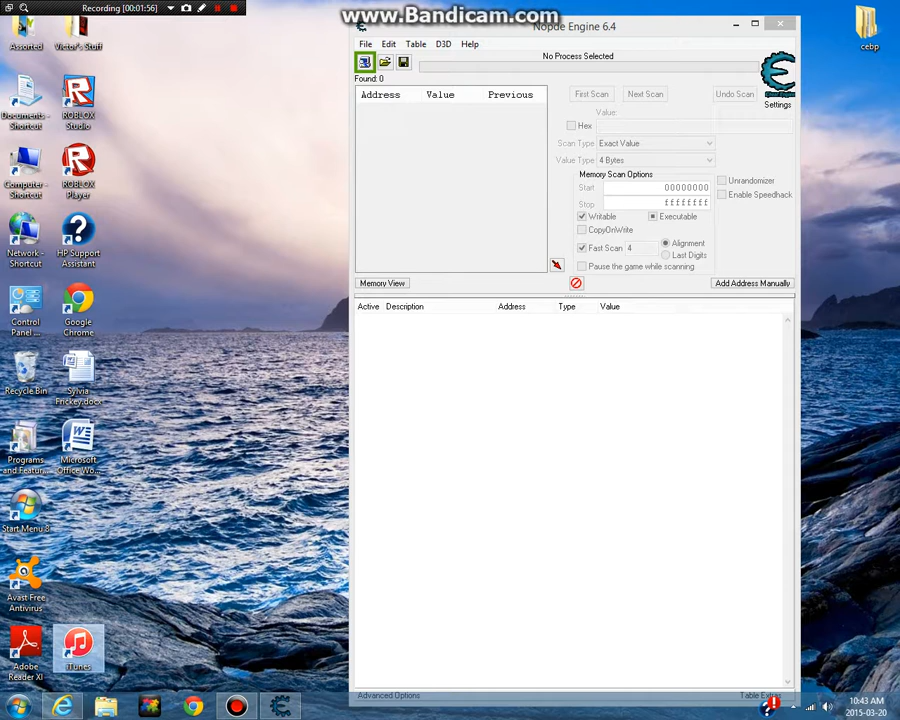 Recording [00:01:56]
www.Bandicam.com
Nopde Engine 6.4
File Edit Table D3D Help
No Process Selected
Found: 0
Address Value Previous
First Scan Next Scan Undo Scan
Settings
Value:
Hex
Scan Type Exact Value
Value Type 4 Bytes
Memory Scan Options
Start 00000000
Stop ffffffff
Unrandomizer
Enable Speedhack
Writable Executable
CopyOnWrite
Fast Scan 4 Alignment
Last Digits
Pause the game while scanning
Memory View
Add Address Manually
Active Description Address Type Value
Advanced Options
Table Extras
Assorted
Victor's Stuff
Documents - Shortcut
ROBLOX Studio
Computer - Shortcut
ROBLOX Player
Network - Shortcut
HP Support Assistant
Control Panel ...
Google Chrome
Recycle Bin
Sylvia Frickey.docx
Programs and Featur...
Microsoft Office Wo...
Start Menu 8
Avast Free Antivirus
Adobe Reader XI
iTunes
cebp
10:43 AM
2015-03-20